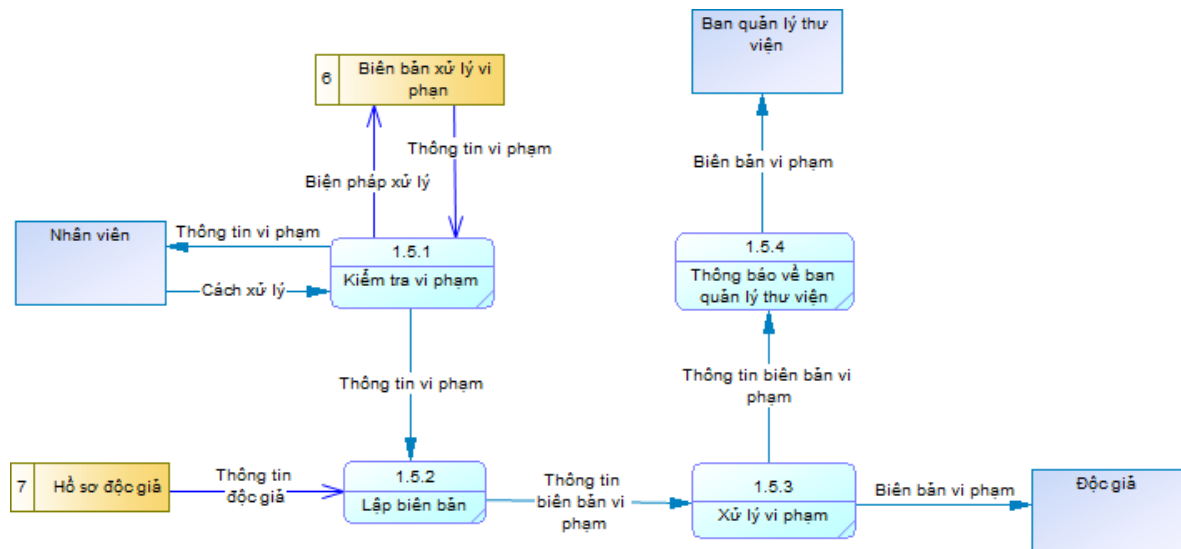 Ban quản lý thư
viện
6
Biên bản xử lý vi
phạn
Thông tin vi phạm
Biện pháp xử lý
Biên bản vi phạm
Nhân viên
Thông tin vi phạm
Cách xử lý
1.5.1
Kiểm tra vi phạm
1.5.4
Thông báo về ban
quản lý thư viện
Thông tin vi phạm
Thông tin biên bản vi
phạm
7
Hồ sơ độc giả
Thông tin
độc giả
1.5.2
Lập biên bản
Thông tin
biên bản vi
phạm
1.5.3
Xử lý vi phạm
Biên bản vi phạm
Độc giả